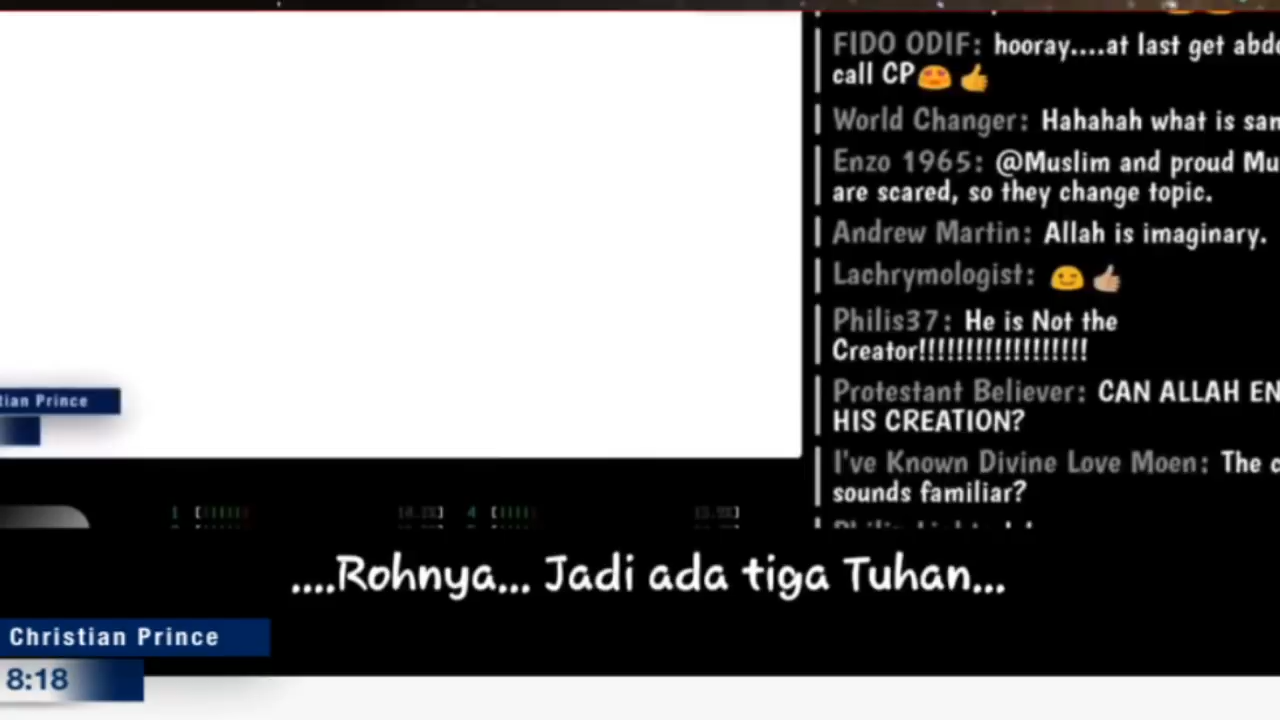 FIDO ODIF: hooray....at last get abd
call CP😍👍
World Changer: Hahahah what is
Enzo 1965: @Muslim and proud
are scared, so they change topic.
Andrew Martin: Allah is imaginary.
Lachrymologist: 😉👍🏼
Philis37: He is Not the
Creator!!!!!!!!!!!!!!!!!!
Protestant Believer: CAN ALLAH
HIS CREATION?
I've Known Divine Love Moen: The
sounds familiar?
tian Prince
1
4
....Rohnya... Jadi ada tiga Tuhan...
Christian Prince
8:18